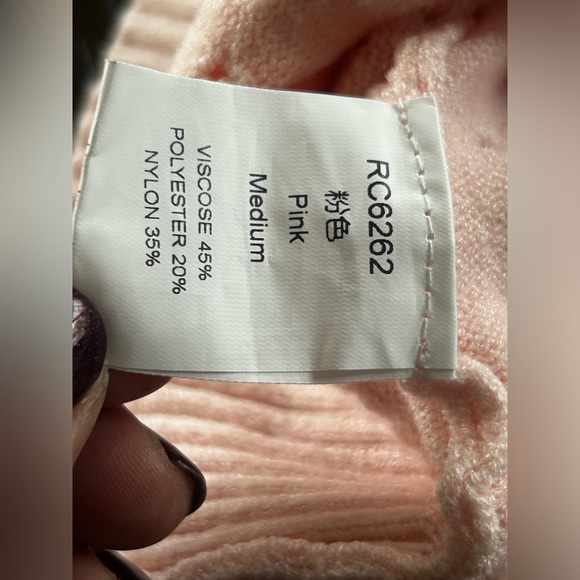 RC6262
粉色
Pink
Medium
VISCOSE 45%
POLYESTER 20%
NYLON 35%